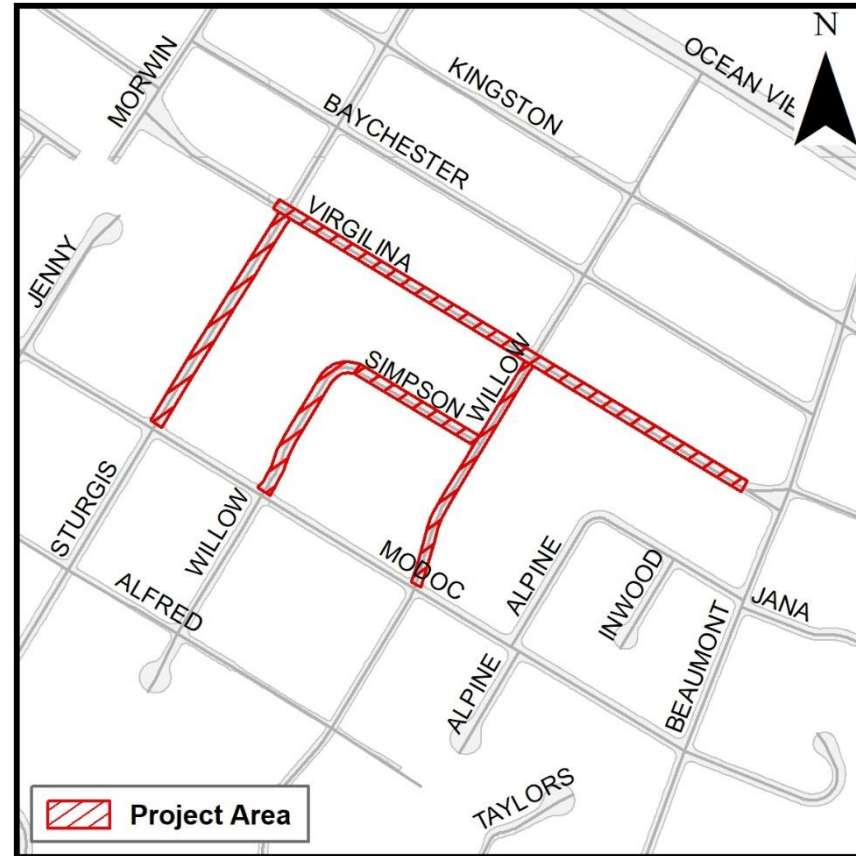 N
OCEAN VIE
MORWIN
KINGSTON
BAYCHESTER
VIRGILINA
JENNY
SIMPSON
WILLOW
STURGIS
WILLOW
MODOC
ALPINE
INWOOD
JANA
ALFRED
ALPINE
BEAUMONT
TAYLORS
Project Area